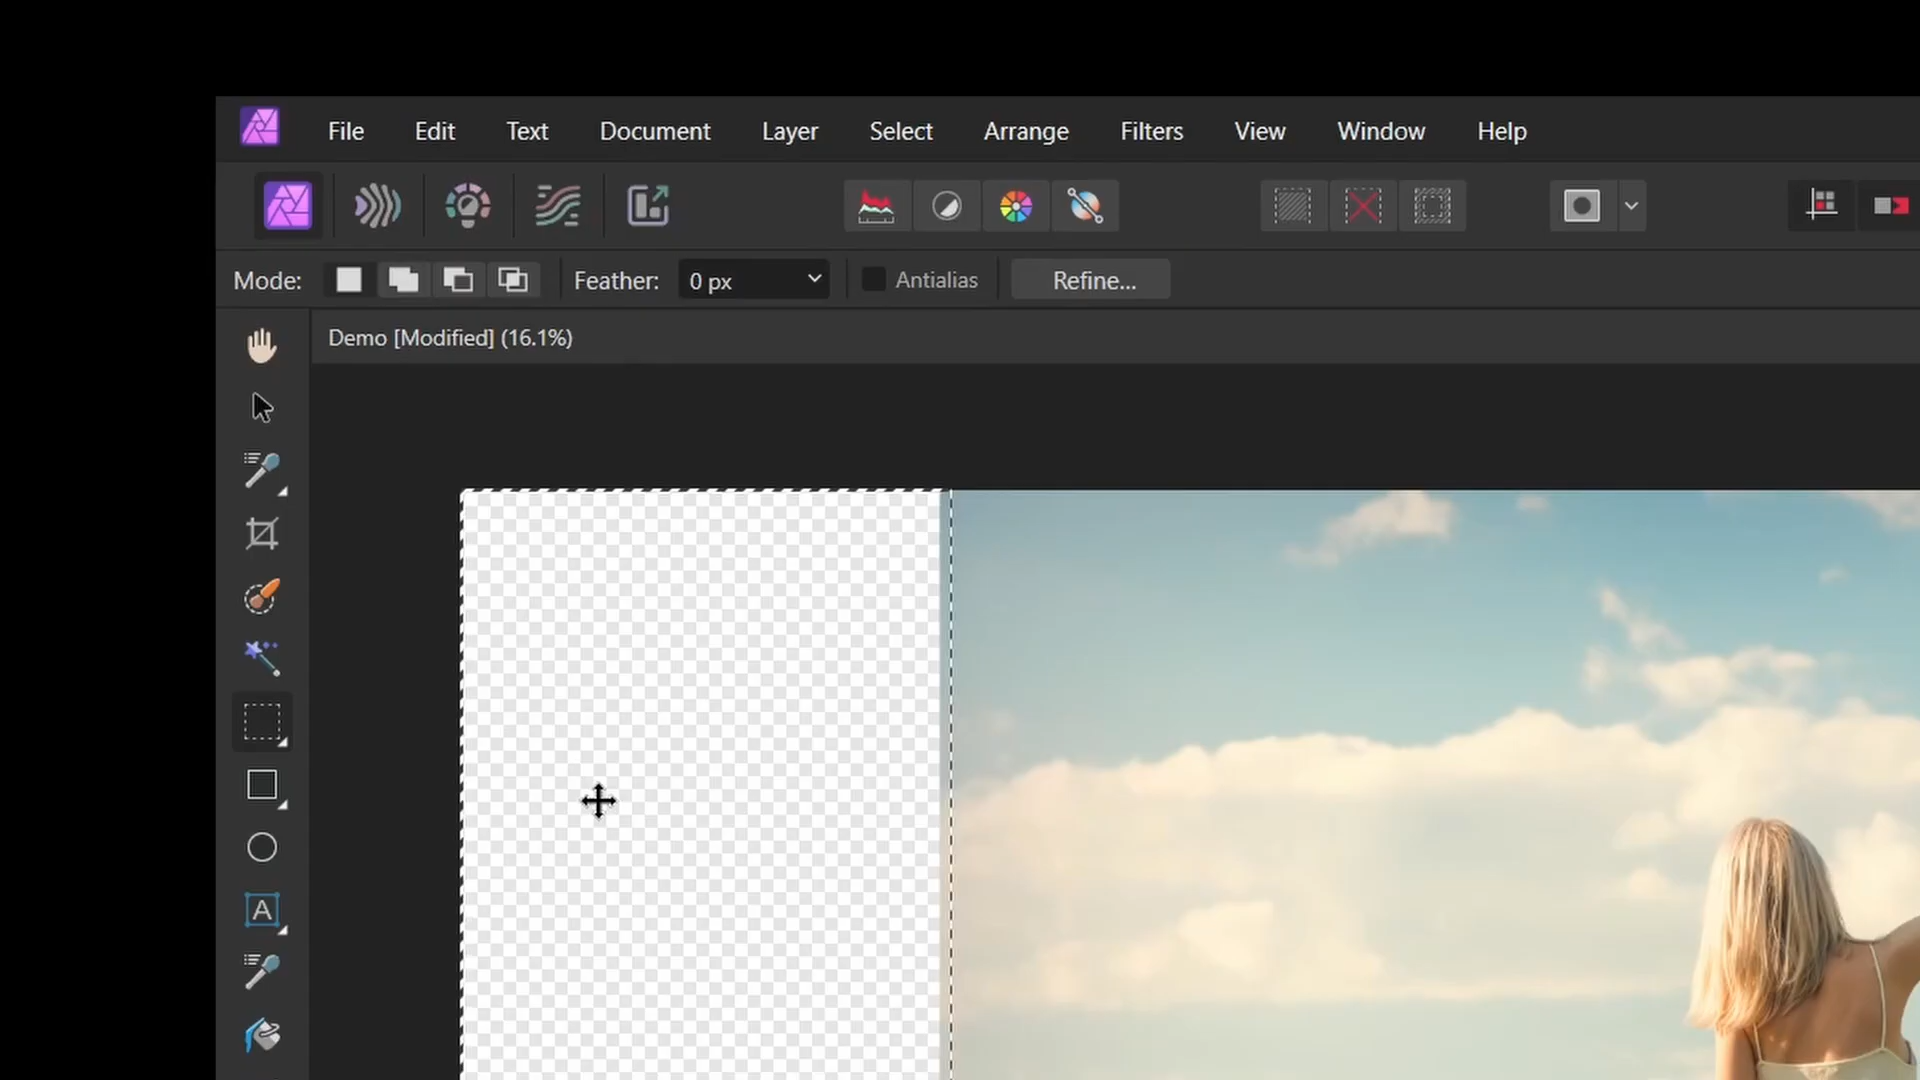 File Edit Text Document Layer Select Arrange Filters View Window Help
Mode: Feather: 0 px Antialias Refine...
Demo [Modified] (16.1%)
A